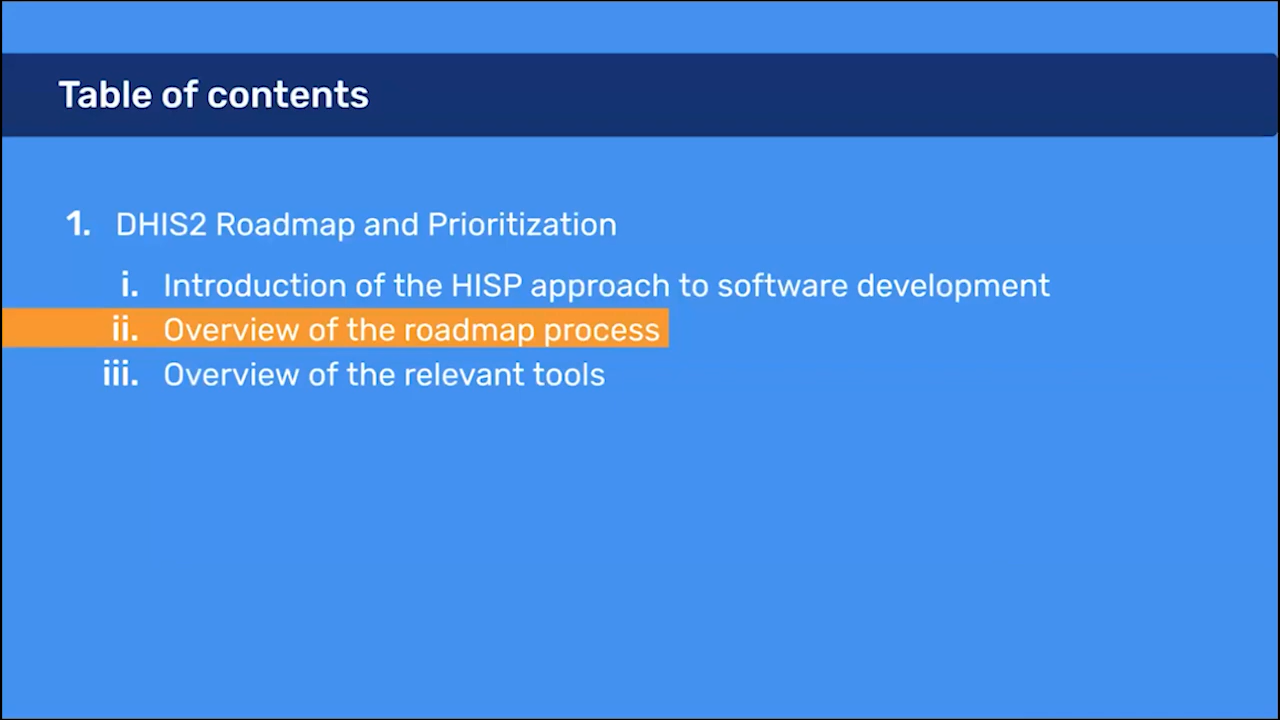 Table of contents
1. DHIS2 Roadmap and Prioritization
i. Introduction of the HISP approach to software development
ii. Overview of the roadmap process
iii. Overview of the relevant tools